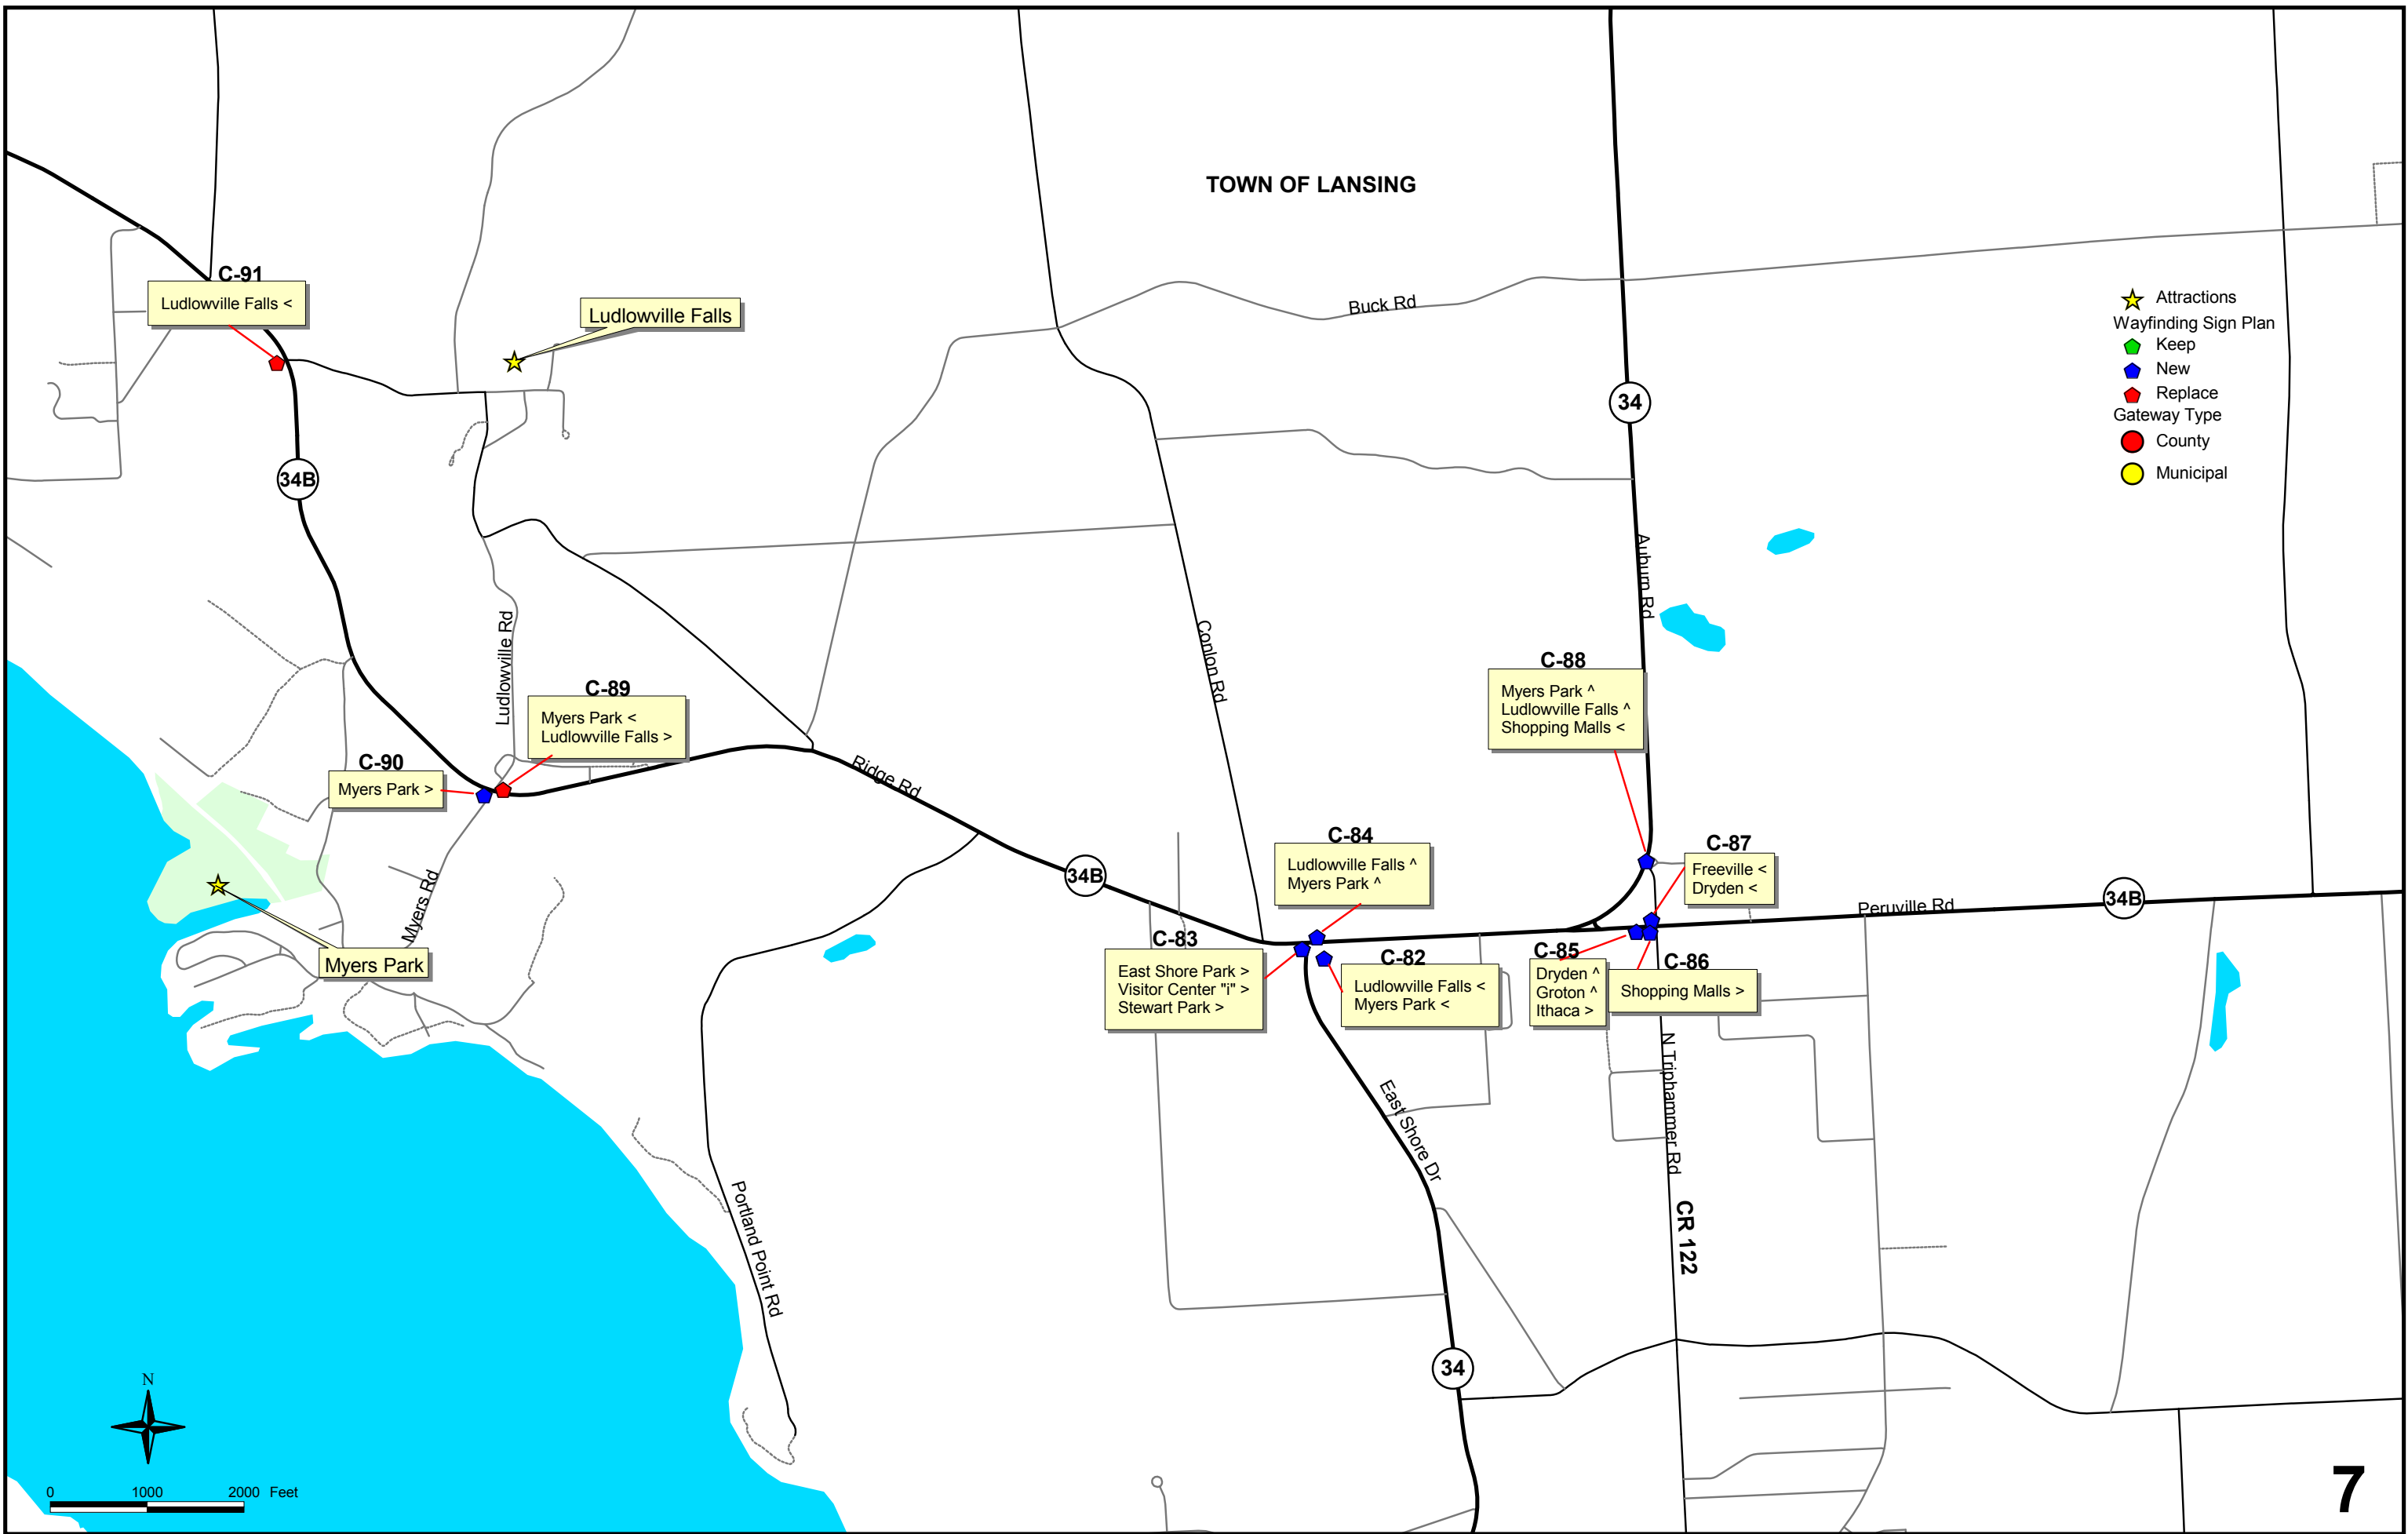 TOWN OF LANSING
C-91
Ludlowville Falls <
Ludlowville Falls
Buck Rd
Attractions
Wayfinding Sign Plan
Keep
New
Replace
Gateway Type
County
Municipal
34
34B
Auburn Rd
Ludlowville Rd
Conlon Rd
C-89
Myers Park <
Ludlowville Falls >
C-88
Myers Park ^
Ludlowville Falls ^
Shopping Malls <
C-90
Myers Park >
Ridge Rd
C-84
Ludlowville Falls ^
Myers Park ^
C-87
Freeville <
Dryden <
34B
Peruville Rd
34B
Myers Rd
Myers Park
C-83
East Shore Park >
Visitor Center "i" >
Stewart Park >
C-82
Ludlowville Falls <
Myers Park <
C-85
Dryden ^
Groton ^
Ithaca >
C-86
Shopping Malls >
N Triphammer Rd
East Shore Dr
Portland Point Rd
CR 122
34
N
0 1000 2000 Feet
7